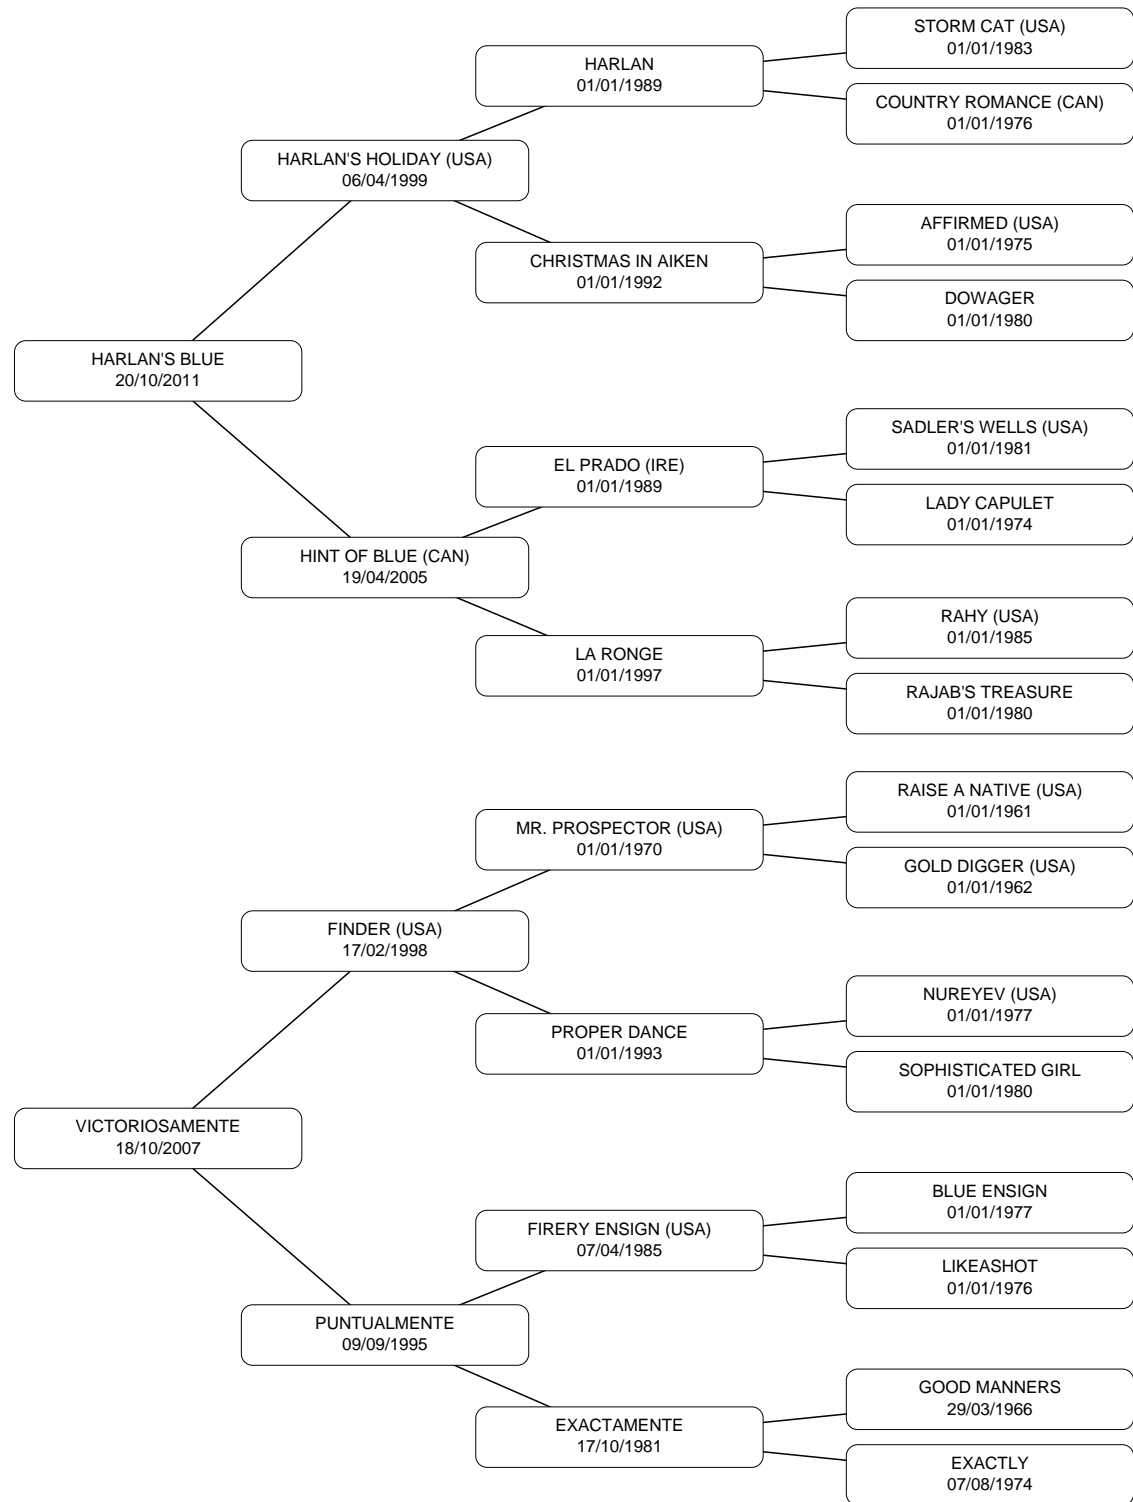 STORM CAT (USA)
01/01/1983
HARLAN
01/01/1989
COUNTRY ROMANCE (CAN)
01/01/1976
HARLAN'S HOLIDAY (USA)
06/04/1999
AFFIRMED (USA)
01/01/1975
CHRISTMAS IN AIKEN
01/01/1992
DOWAGER
01/01/1980
HARLAN'S BLUE
20/10/2011
SADLER'S WELLS (USA)
01/01/1981
EL PRADO (IRE)
01/01/1989
LADY CAPULET
01/01/1974
HINT OF BLUE (CAN)
19/04/2005
RAHY (USA)
01/01/1985
LA RONGE
01/01/1997
RAJAB'S TREASURE
01/01/1980
RAISE A NATIVE (USA)
01/01/1961
MR. PROSPECTOR (USA)
01/01/1970
GOLD DIGGER (USA)
01/01/1962
FINDER (USA)
17/02/1998
NUREYEV (USA)
01/01/1977
PROPER DANCE
01/01/1993
SOPHISTICATED GIRL
01/01/1980
VICTORIOSAMENTE
18/10/2007
BLUE ENSIGN
01/01/1977
FIRERY ENSIGN (USA)
07/04/1985
LIKEASHOT
01/01/1976
PUNTUALMENTE
09/09/1995
GOOD MANNERS
29/03/1966
EXACTAMENTE
17/10/1981
EXACTLY
07/08/1974